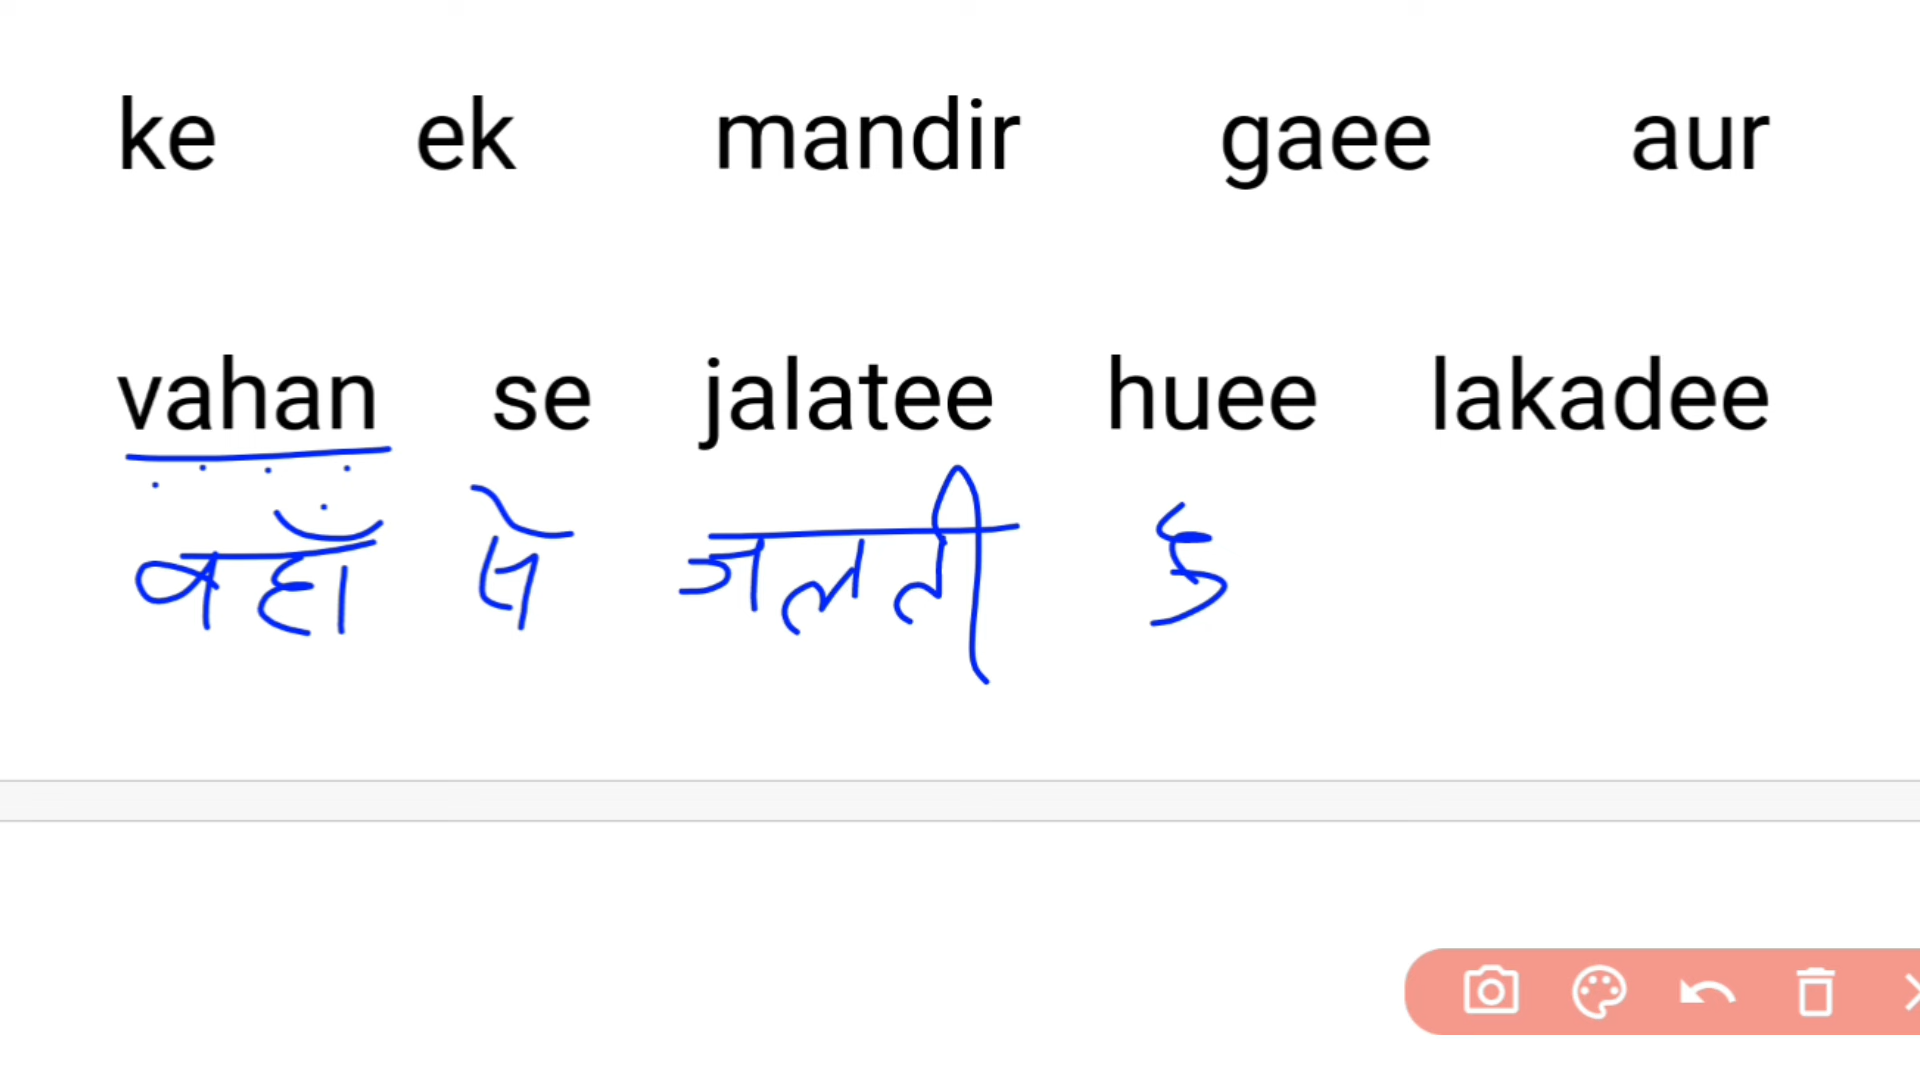 ke ek mandir gaee aur
vahan se jalatee huee lakadee
वहाँ से जलती